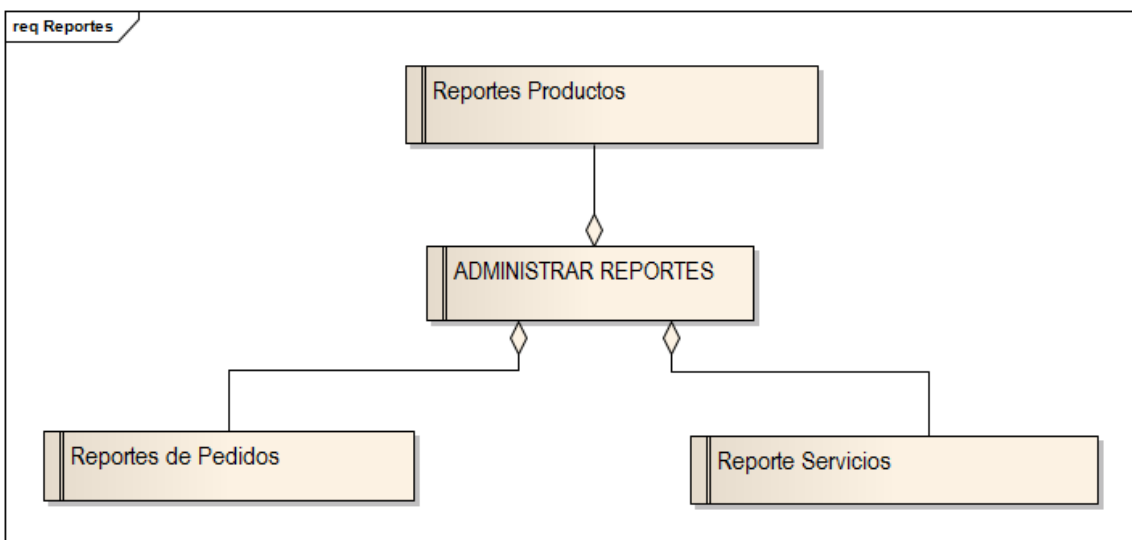 req Reportes
Reportes Productos
ADMINISTRAR REPORTES
Reportes de Pedidos
Reporte Servicios